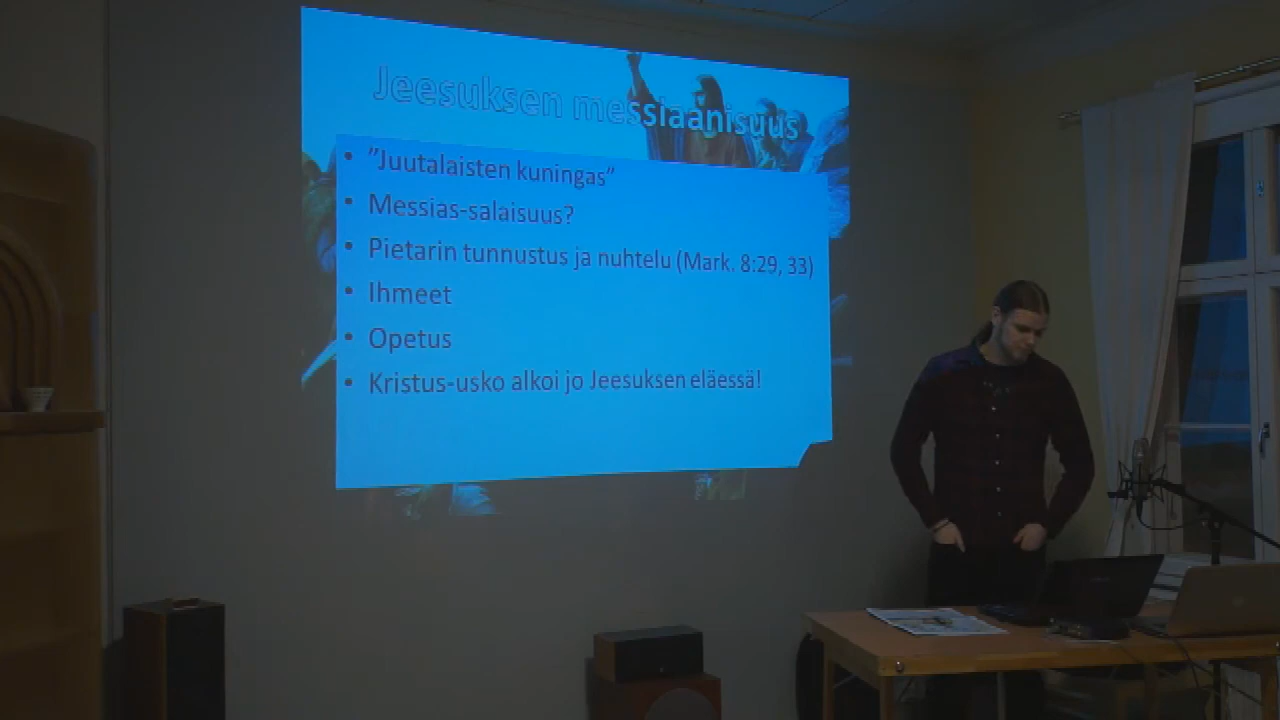 Jeesuksen messiaanisuus
• ”Juutalaisten kuningas”
• Messias-salaisuus?
• Pietarin tunnustus ja nuhtelu (Mark. 8:29, 33)
• Ihmeet
• Opetus
• Kristus-usko alkoi jo Jeesuksen eläessä!